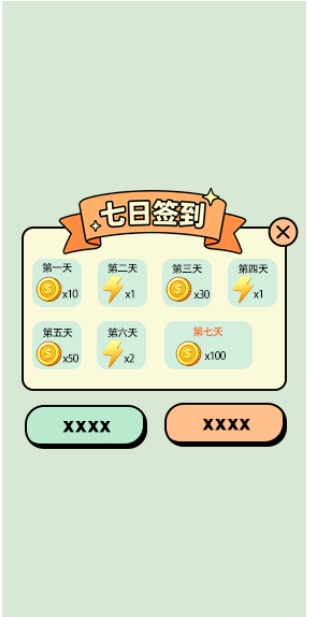 七日签到
第一天
x10
第二天
x1
第三天
x30
第四天
x1
第五天
x50
第六天
x2
第七天
x100
XXXX
XXXX